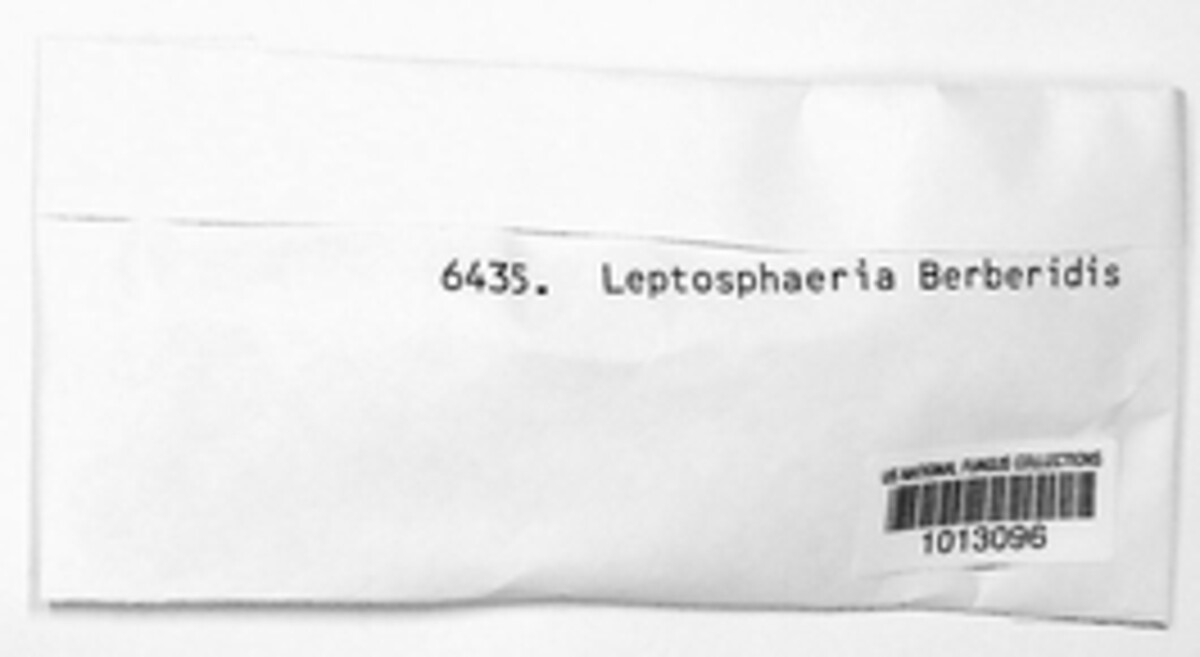 6435. Leptosphaeria Berberidis
US NATIONAL FUNGUS COLLECTIONS
1013096